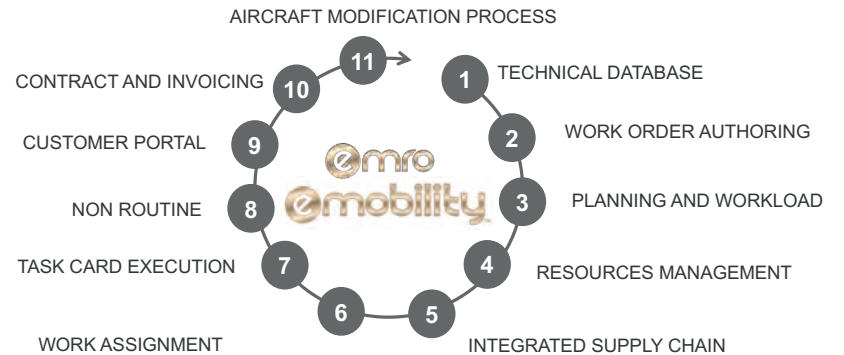 AIRCRAFT MODIFICATION PROCESS
11
1 TECHNICAL DATABASE
CONTRACT AND INVOICING 10
CUSTOMER PORTAL 9
2 WORK ORDER AUTHORING
emro
emobility
3 PLANNING AND WORKLOAD
NON ROUTINE 8
TASK CARD EXECUTION 7
4 RESOURCES MANAGEMENT
6
5
WORK ASSIGNMENT
INTEGRATED SUPPLY CHAIN